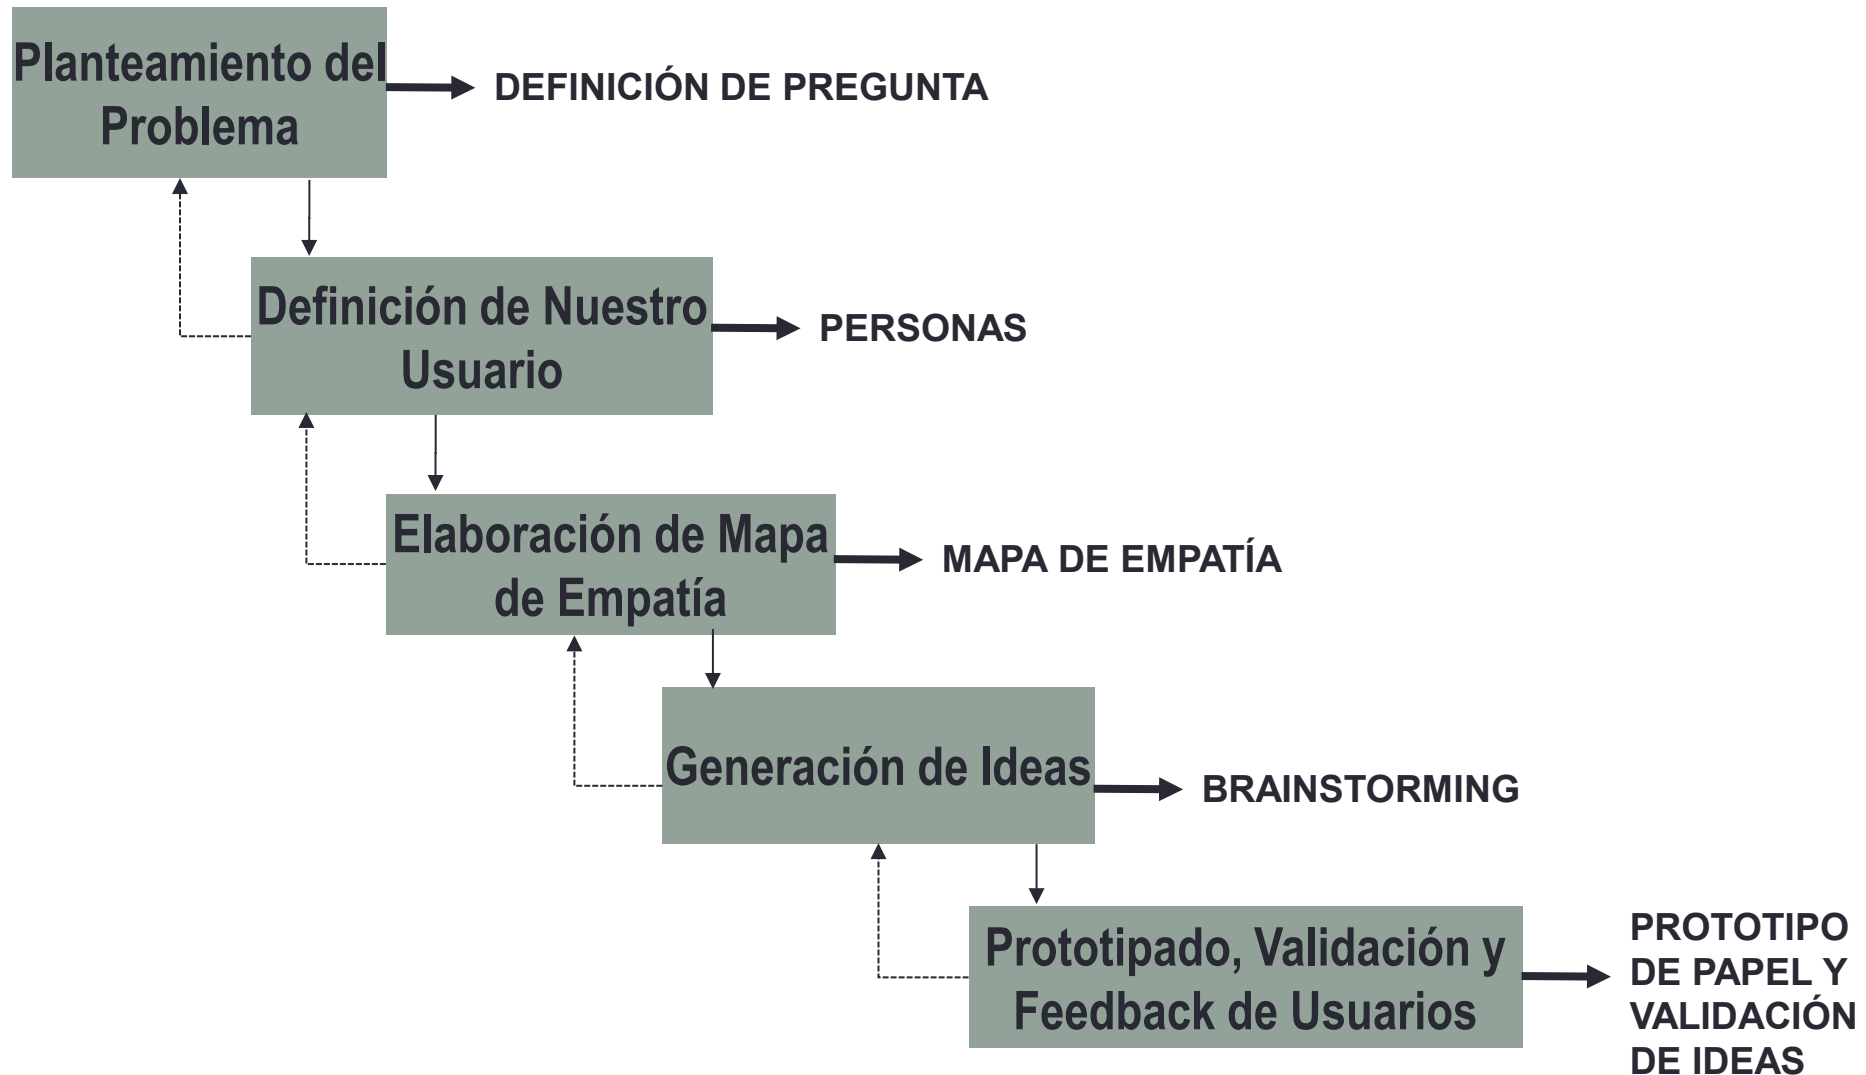 Planteamiento del
Problema
DEFINICIÓN DE PREGUNTA
Definición de Nuestro
Usuario
PERSONAS
Elaboración de Mapa
de Empatía
MAPA DE EMPATÍA
Generación de Ideas
BRAINSTORMING
Prototipado, Validación y
Feedback de Usuarios
PROTOTIPO
DE PAPEL Y
VALIDACIÓN
DE IDEAS